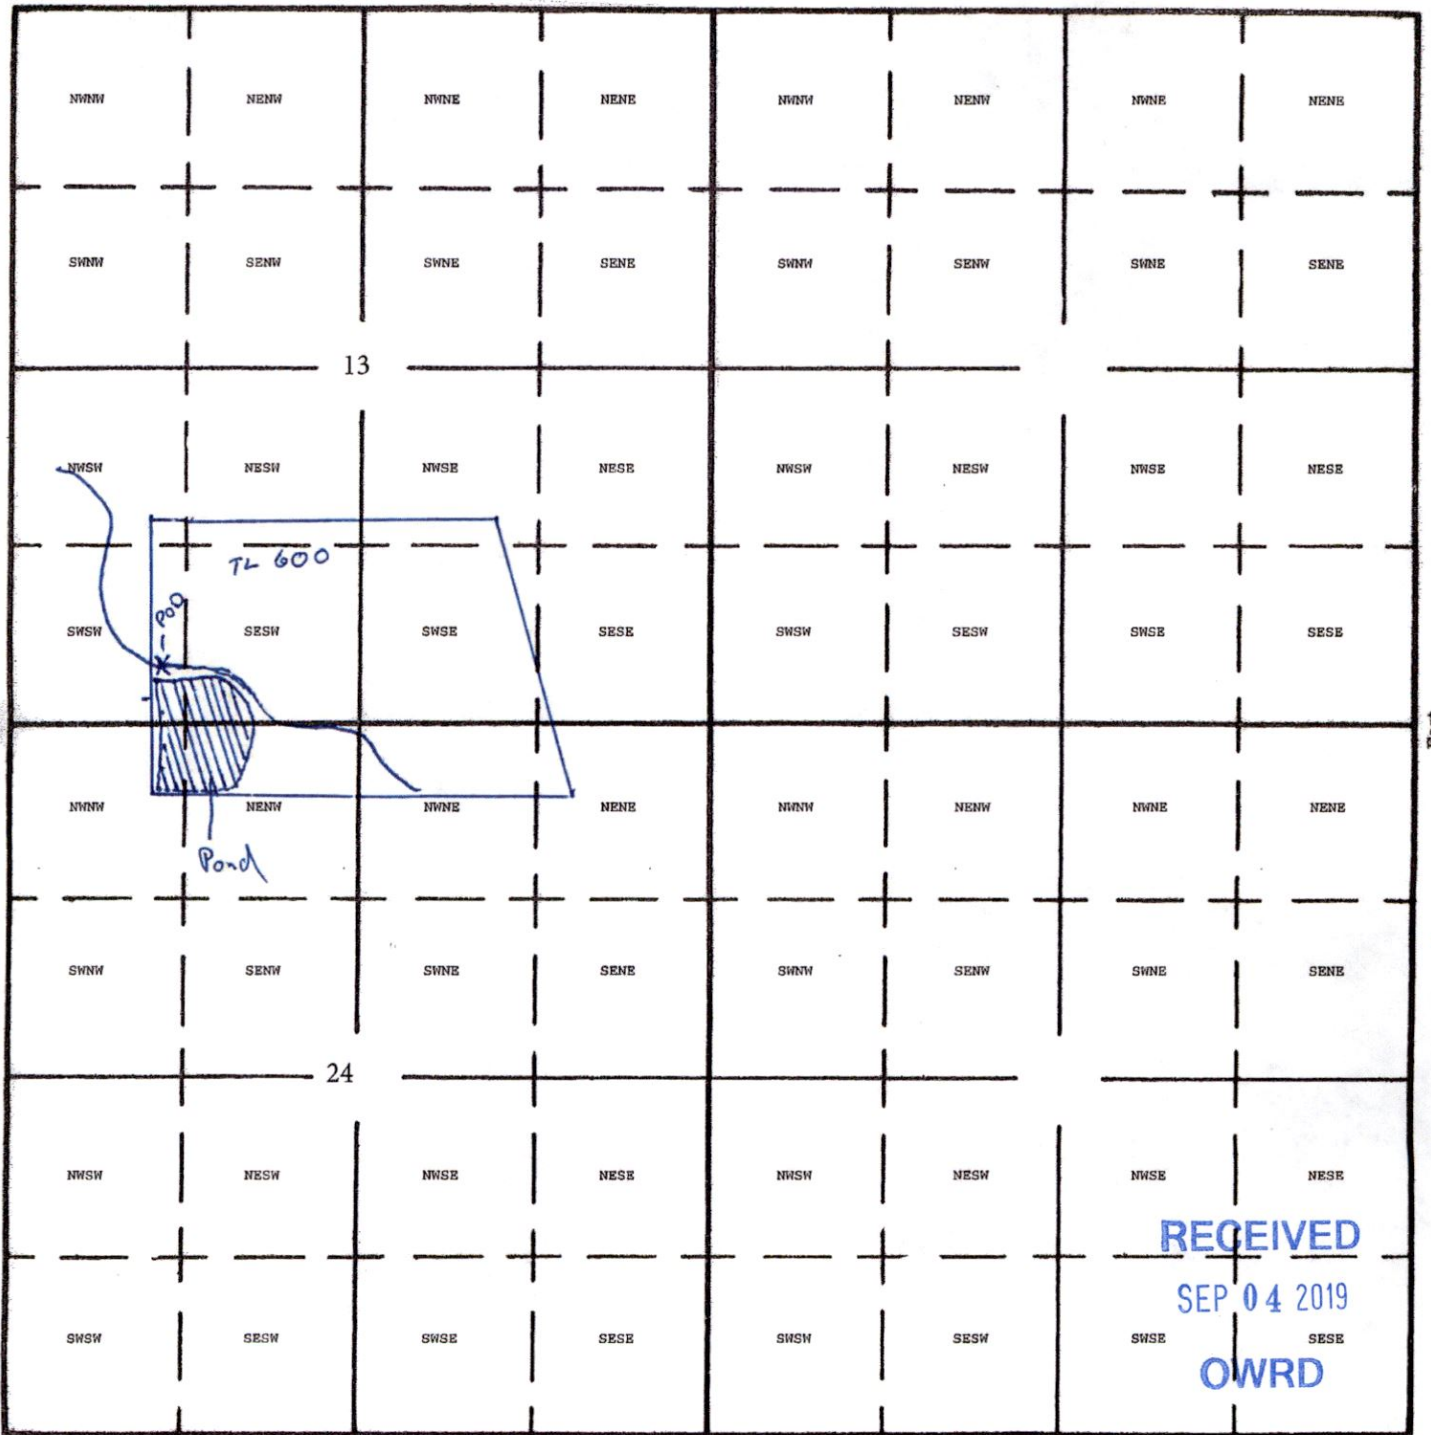 NWNW NENW NWNE NENE NWNW NENW NWNE NENE
SWNW SENW SWNE SENE SWNW SENW SWNE SENE
13
NWSW NESW NWSE NESE NWSW NESW NWSE NESE
TL 600
POD
SWSW SESW SWSE SESE SWSW SESW SWSE SESE
NWNW NENW NWNE NENE NWNW NENW NWNE NENE
Pond
SWNW SENW SWNE SENE SWNW SENW SWNE SENE
24
NWSW NESW NWSE NESE NWSW NESW NWSE NESE
RECEIVED
SEP 04 2019
SWSW SESW SWSE SESE SWSW SESW SWSE SESE
OWRD